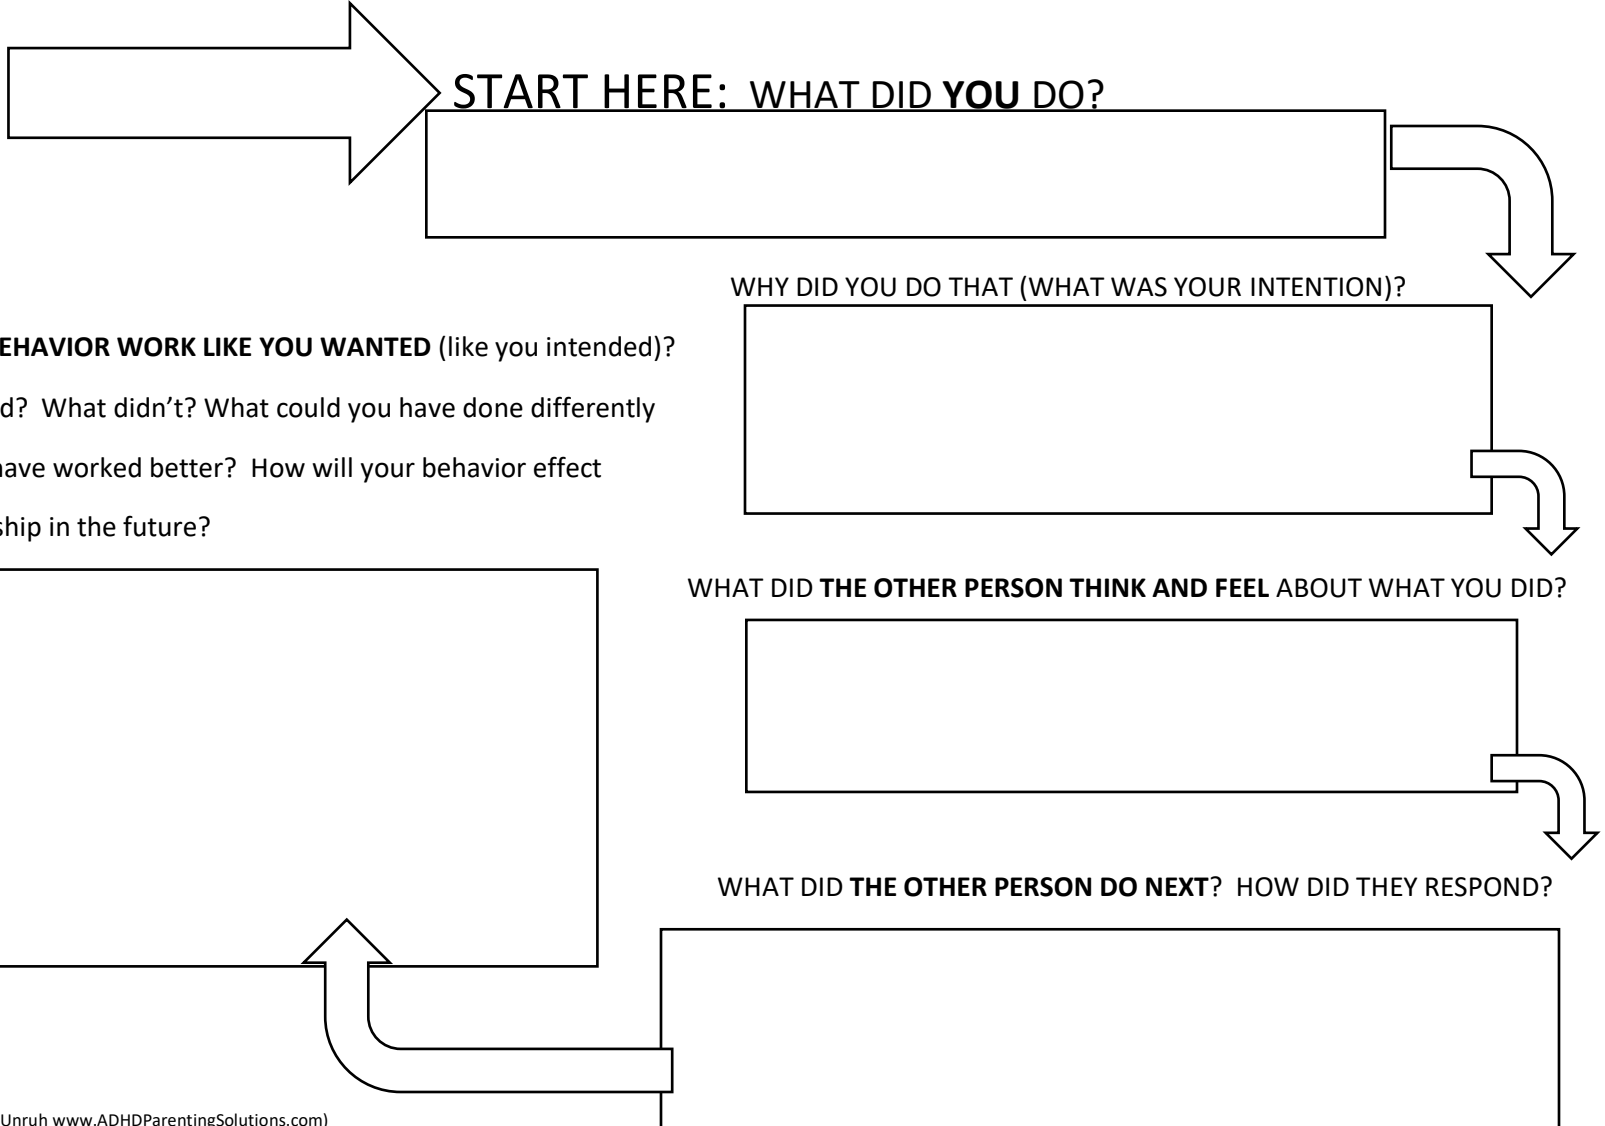 START HERE: WHAT DID YOU DO?
WHY DID YOU DO THAT (WHAT WAS YOUR INTENTION)?
EHAVIOR WORK LIKE YOU WANTED (like you intended)?
d? What didn’t? What could you have done differently
have worked better? How will your behavior effect
ship in the future?
WHAT DID THE OTHER PERSON THINK AND FEEL ABOUT WHAT YOU DID?
WHAT DID THE OTHER PERSON DO NEXT? HOW DID THEY RESPOND?
Unruh www.ADHDParentingSolutions.com)